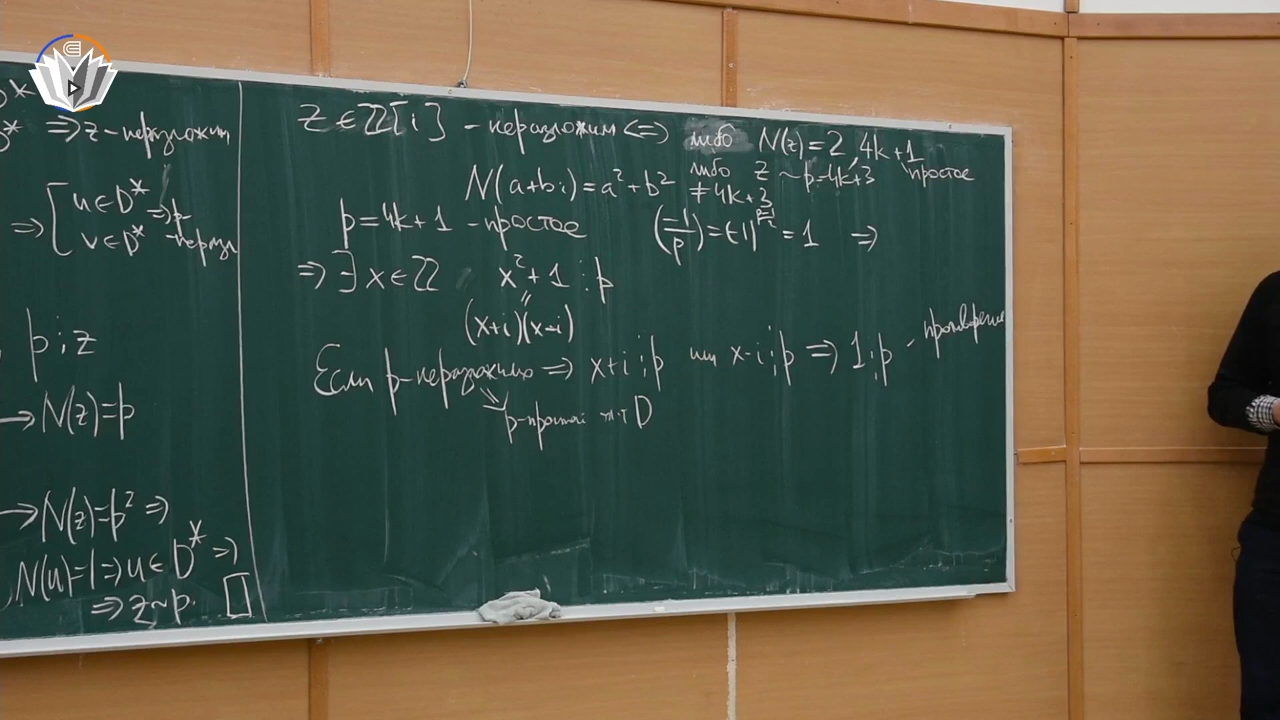 ⇒ z - неразложим
⇒ [ u ∈ D* ⇒ p -
v ∈ D* - неразл
p ⋮ z
→ N(z) = p
→ N(z) = p² ⇒
N(u) = 1 ⇒ u ∈ D* ⇒
⇒ z ~ p. □
z ∈ ℤ[i] - неразложим ⇔ либо N(z) = 2, 4k+1 простое
либо z ~ p = 4k+3
N(a+bi) = a² + b² ≠ 4k+3
p = 4k+1 - простое (-1/p) = (-1)^((p-1)/2) = 1 ⇒
⇒ ∃ x ∈ ℤ x² + 1 ⋮ p
(x+i)(x-i)
Если p - неразложимо ⇒ x+i ⋮ p или x-i ⋮ p ⇒ 1 ⋮ p - противоречие
p - простой эл-т D